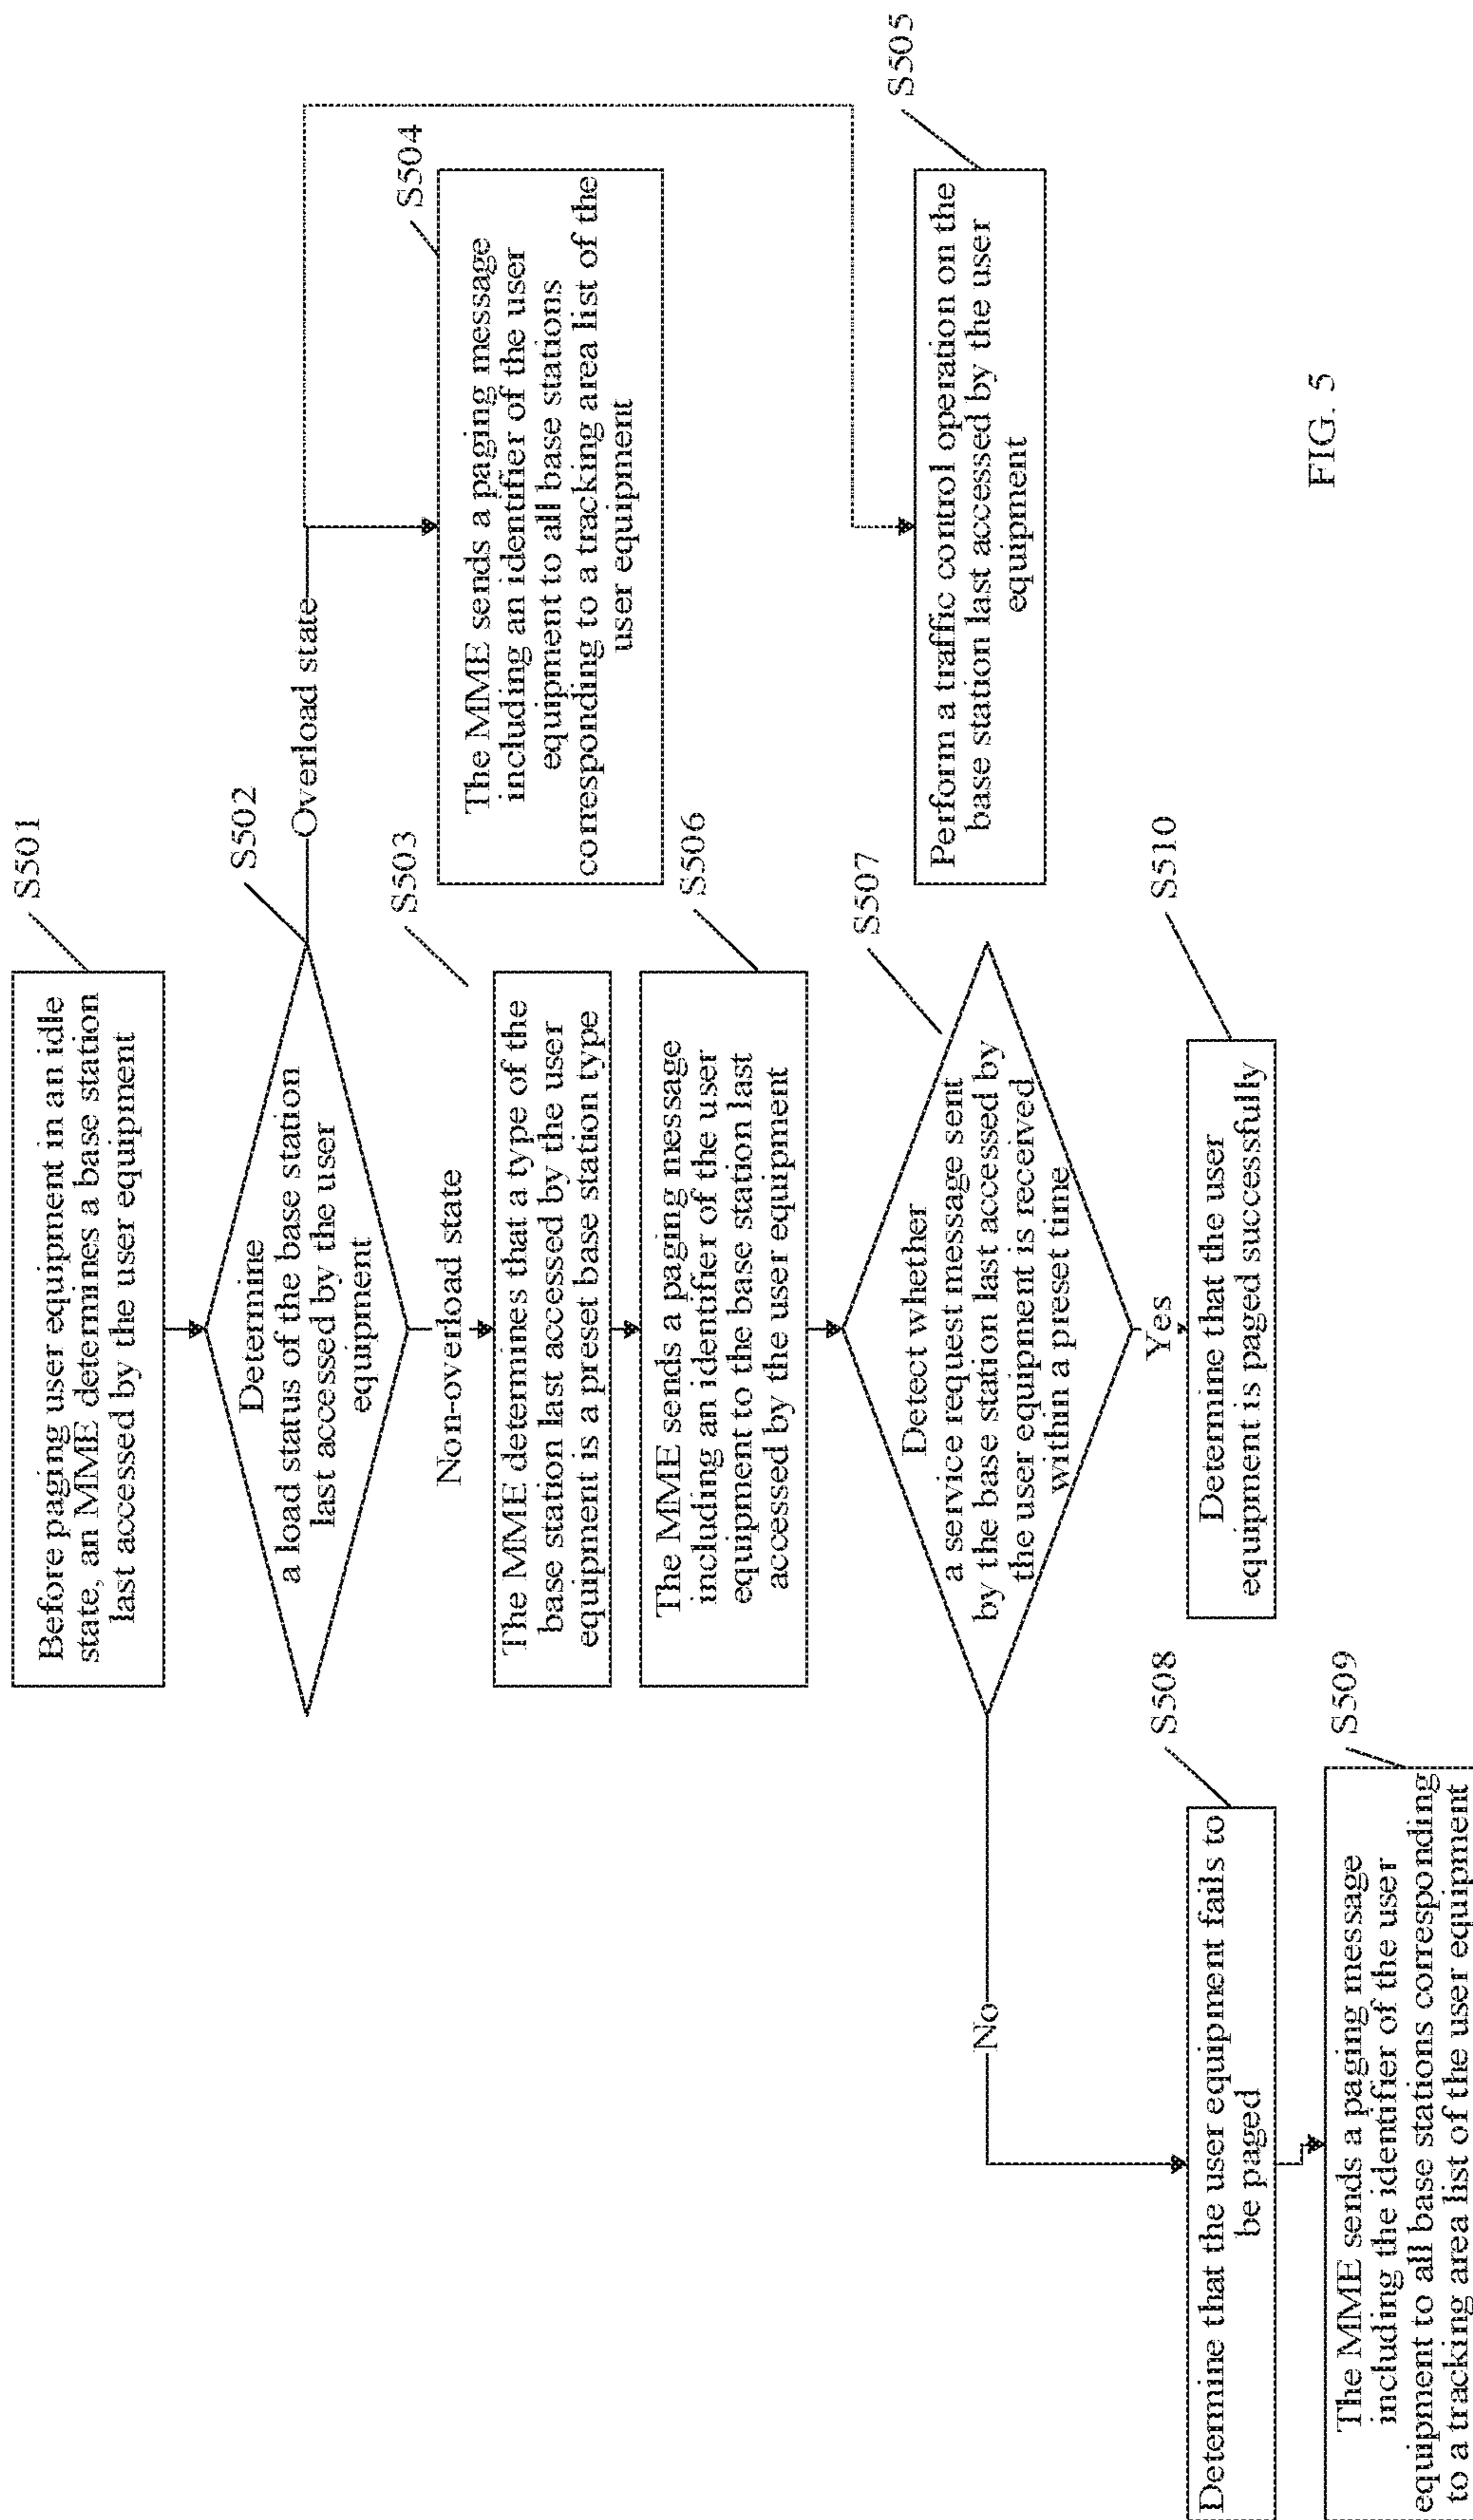 S501
Before paging user equipment in an idle
state, an MME determines a base station
last accessed by the user equipment
S502
Determine
a load status of the base station
last accessed by the user
equipment
Overload state
Non-overload state
S503
The MME determines that a type of the
base station last accessed by the user
equipment is a preset base station type
S504
The MME sends a paging message
including an identifier of the user
equipment to all base stations
corresponding to a tracking area list of the
user equipment
S506
The MME sends a paging message
including an identifier of the user
equipment to the base station last
accessed by the user equipment
S505
Perform a traffic control operation on the
base station last accessed by the user
equipment
S507
Detect whether
a service request message sent
by the base station last accessed by
the user equipment is received
within a preset time
No
Yes
S508
Determine that the user equipment fails to
be paged
S510
Determine that the user
equipment is paged successfully
S509
The MME sends a paging message
including the identifier of the user
equipment to all base stations corresponding
to a tracking area list of the user equipment
FIG. 5